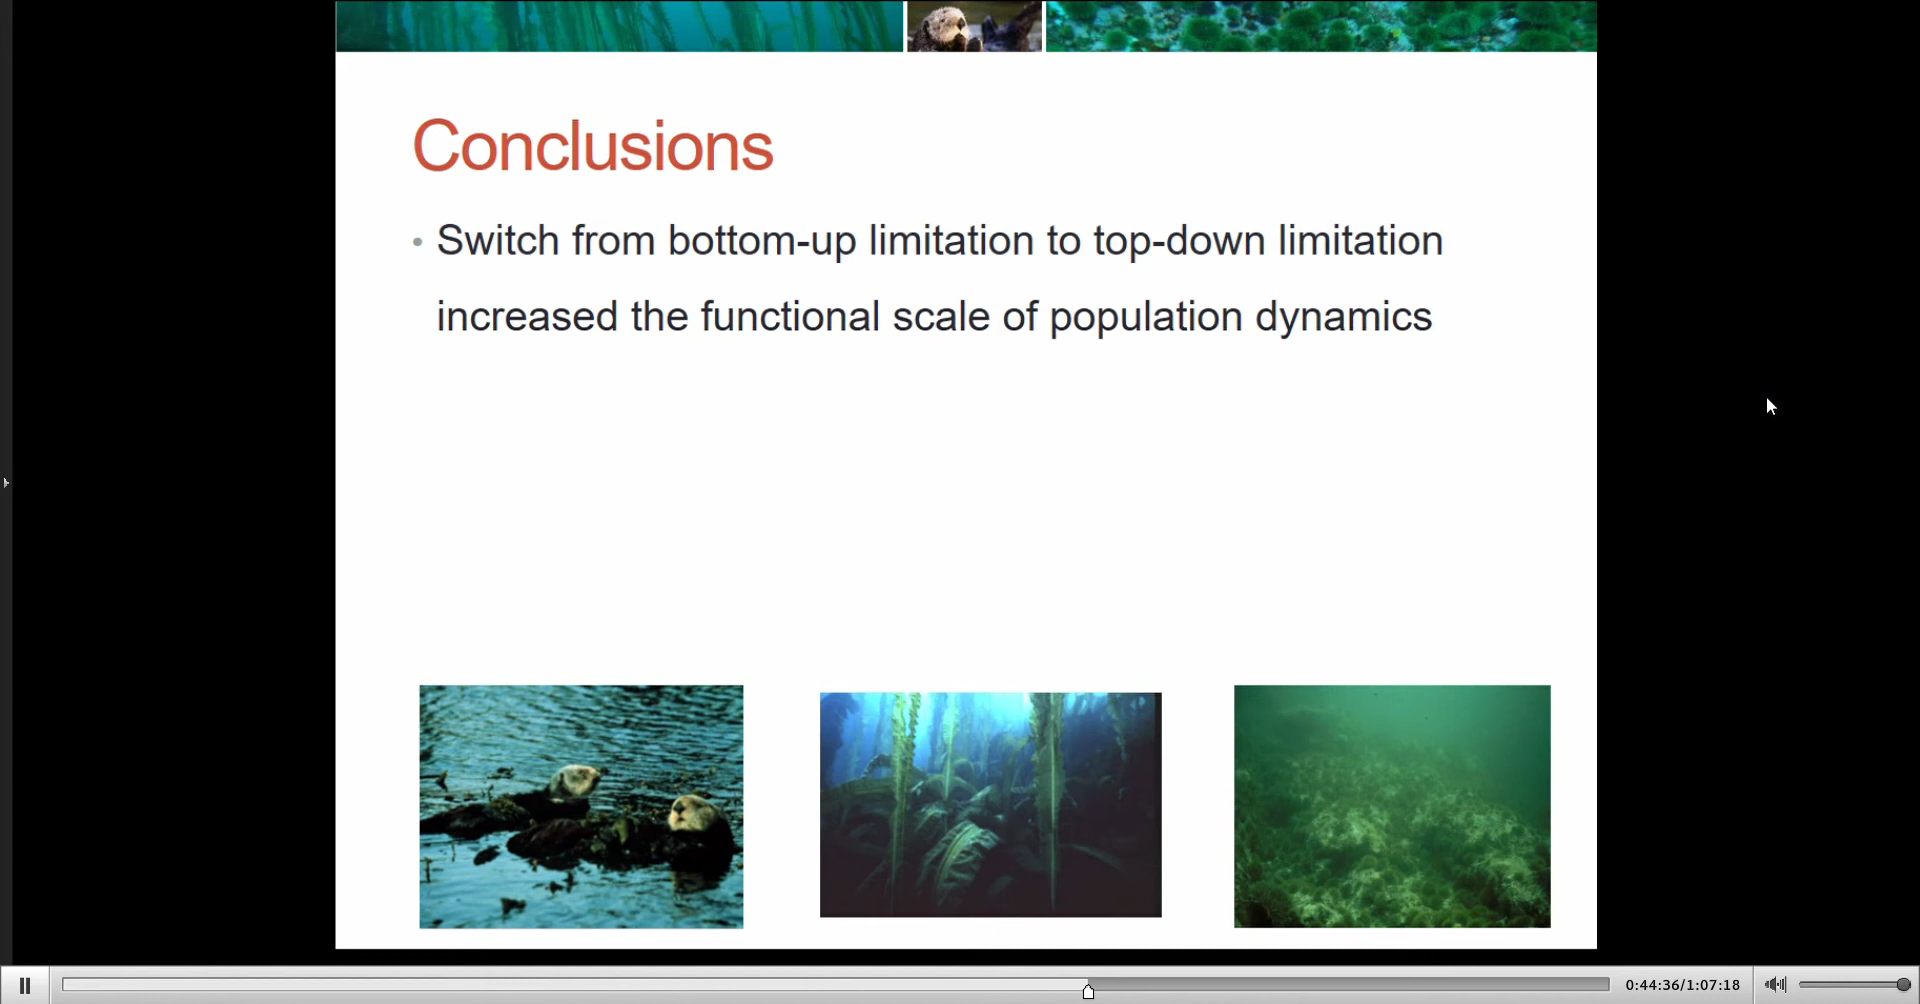 Conclusions
• Switch from bottom-up limitation to top-down limitation
increased the functional scale of population dynamics
0:44:36/1:07:18